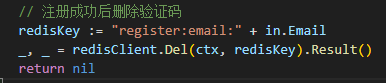 // 注册成功后删除验证码
redisKey := "register:email:" + in.Email
_, _ = redisClient.Del(ctx, redisKey).Result()
return nil